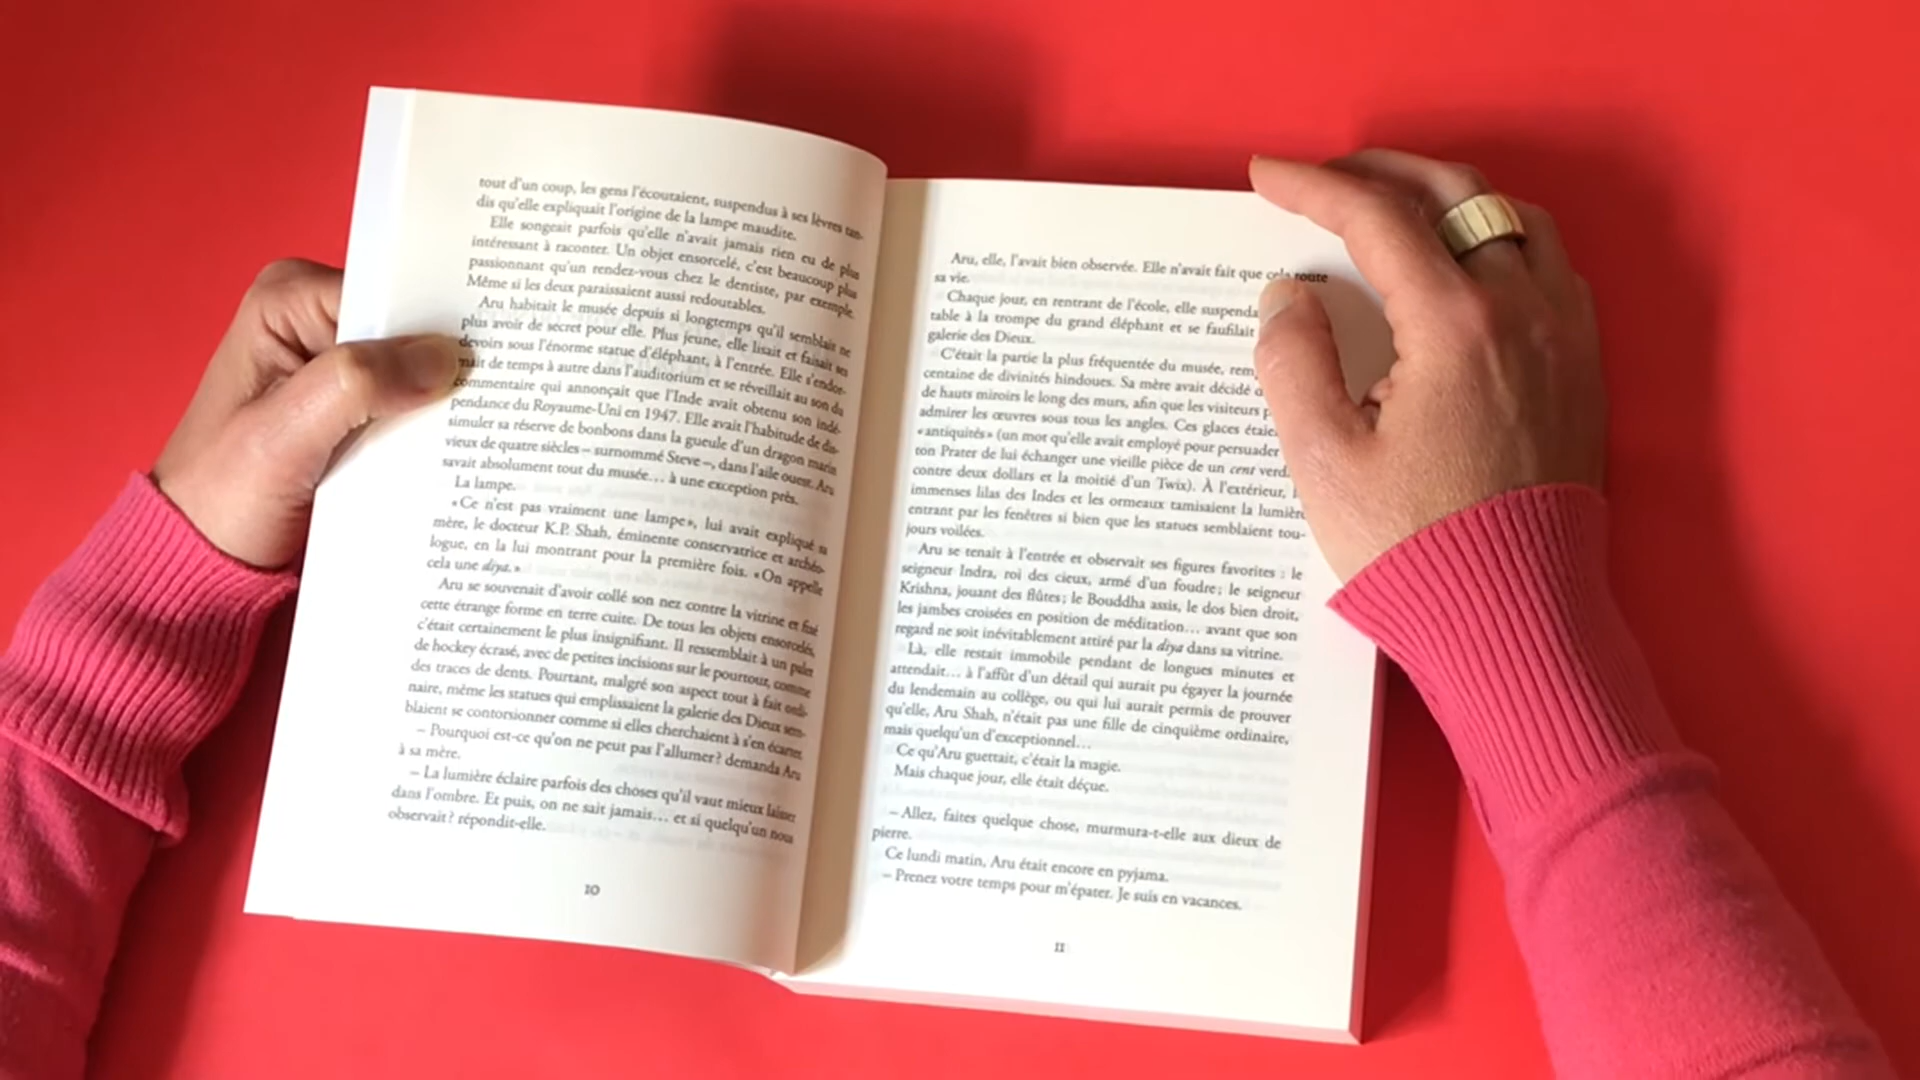 tout d'un coup, les gens l'écoutaient, suspendus à ses lèvres tan-
dis qu'elle expliquait l'origine de la lampe maudite.
Elle songeait parfois qu'elle n'avait jamais rien eu de plus
intéressant à raconter. Un objet ensorcelé, c'est beaucoup plus
passionnant qu'un rendez-vous chez le dentiste, par exemple.
Même si les deux paraissaient aussi redoutables.
Aru habitait le musée depuis si longtemps qu'il semblait ne
plus avoir de secret pour elle. Plus jeune, elle lisait et faisait ses
devoirs sous l'énorme statue d'éléphant, à l'entrée. Elle s'endor-
mait de temps à autre dans l'auditorium et se réveillait au son du
commentaire qui annonçait que l'Inde avait obtenu son indé-
pendance du Royaume-Uni en 1947. Elle avait l'habitude de dis-
simuler sa réserve de bonbons dans la gueule d'un dragon marin
vieux de quatre siècles – surnommé Steve –, dans l'aile ouest. Aru
savait absolument tout du musée… à une exception près.
La lampe.
«Ce n'est pas vraiment une lampe», lui avait expliqué sa
mère, le docteur K.P. Shah, éminente conservatrice et archéo-
logue, en la lui montrant pour la première fois. «On appelle
cela une diya.»
Aru se souvenait d'avoir collé son nez contre la vitrine et fixé
cette étrange forme en terre cuite. De tous les objets ensorcelés,
c'était certainement le plus insignifiant. Il ressemblait à un palet
de hockey écrasé, avec de petites incisions sur le pourtour, comme
des traces de dents. Pourtant, malgré son aspect tout à fait ordi-
naire, même les statues qui emplissaient la galerie des Dieux sem-
blaient se contorsionner comme si elles cherchaient à s'en écarter.
– Pourquoi est-ce qu'on ne peut pas l'allumer? demanda Aru
à sa mère.
– La lumière éclaire parfois des choses qu'il vaut mieux laisser
dans l'ombre. Et puis, on ne sait jamais… et si quelqu'un nous
observait? répondit-elle.
10
Aru, elle, l'avait bien observée. Elle n'avait fait que cela toute
sa vie.
Chaque jour, en rentrant de l'école, elle suspenda
table à la trompe du grand éléphant et se faufilait
galerie des Dieux.
C'était la partie la plus fréquentée du musée, rem
centaine de divinités hindoues. Sa mère avait décidé
de hauts miroirs le long des murs, afin que les visiteurs
admirer les œuvres sous tous les angles. Ces glaces étaie
«antiquités» (un mot qu'elle avait employé pour persuader
ton Prater de lui échanger une vieille pièce de un cent verd
contre deux dollars et la moitié d'un Twix). À l'extérieur,
immenses lilas des Indes et les ormeaux tamisaient la lumière
entrant par les fenêtres si bien que les statues semblaient tou-
jours voilées.
Aru se tenait à l'entrée et observait ses figures favorites : le
seigneur Indra, roi des cieux, armé d'un foudre; le seigneur
Krishna, jouant des flûtes; le Bouddha assis, le dos bien droit,
les jambes croisées en position de méditation… avant que son
regard ne soit inévitablement attiré par la diya dans sa vitrine.
Là, elle restait immobile pendant de longues minutes et
attendait… à l'affût d'un détail qui aurait pu égayer la journée
du lendemain au collège, ou qui lui aurait permis de prouver
qu'elle, Aru Shah, n'était pas une fille de cinquième ordinaire,
mais quelqu'un d'exceptionnel…
Ce qu'Aru guettait, c'était la magie.
Mais chaque jour, elle était déçue.
– Allez, faites quelque chose, murmura-t-elle aux dieux de
pierre.
Ce lundi matin, Aru était encore en pyjama.
– Prenez votre temps pour m'épater. Je suis en vacances.
11